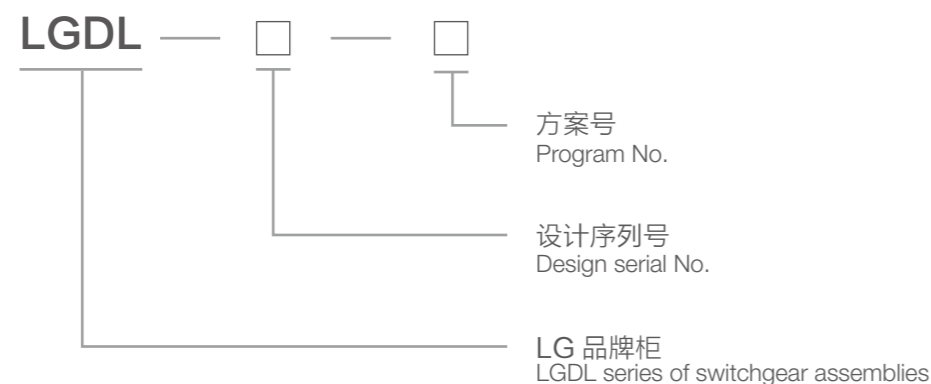 LGDL — □ — □
方案号
Program No.
设计序列号
Design serial No.
LG 品牌柜
LGDL series of switchgear assemblies